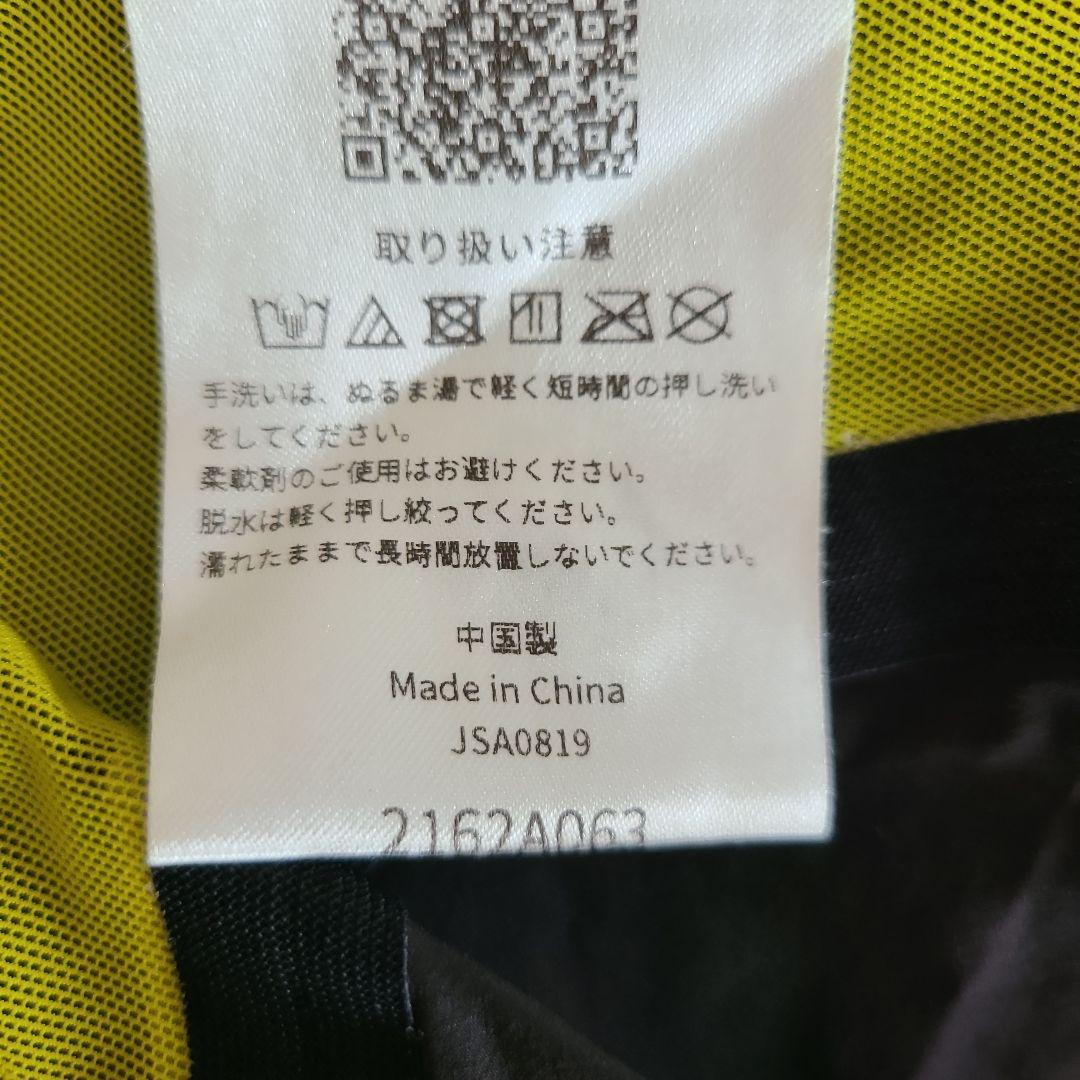 取り扱い注意
手洗いは、ぬるま湯で軽く短時間の押し洗い
をしてください。
柔軟剤のご使用はお避けください。
脱水は軽く押し絞ってください。
濡れたままで長時間放置しないでください。
中国製
Made in China
JSA0819
2162A063